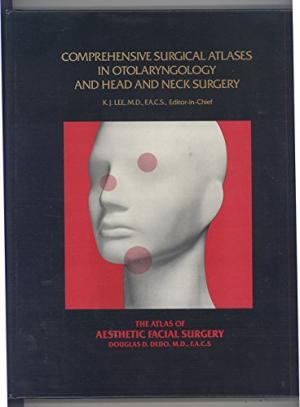 COMPREHENSIVE SURGICAL ATLASES
IN OTOLARYNGOLOGY
AND HEAD AND NECK SURGERY
K. J. LEE, M.D., F.A.C.S., Editor-in-Chief
THE ATLAS OF
AESTHETIC FACIAL SURGERY
DOUGLAS D. DEDO, M.D., F.A.C.S